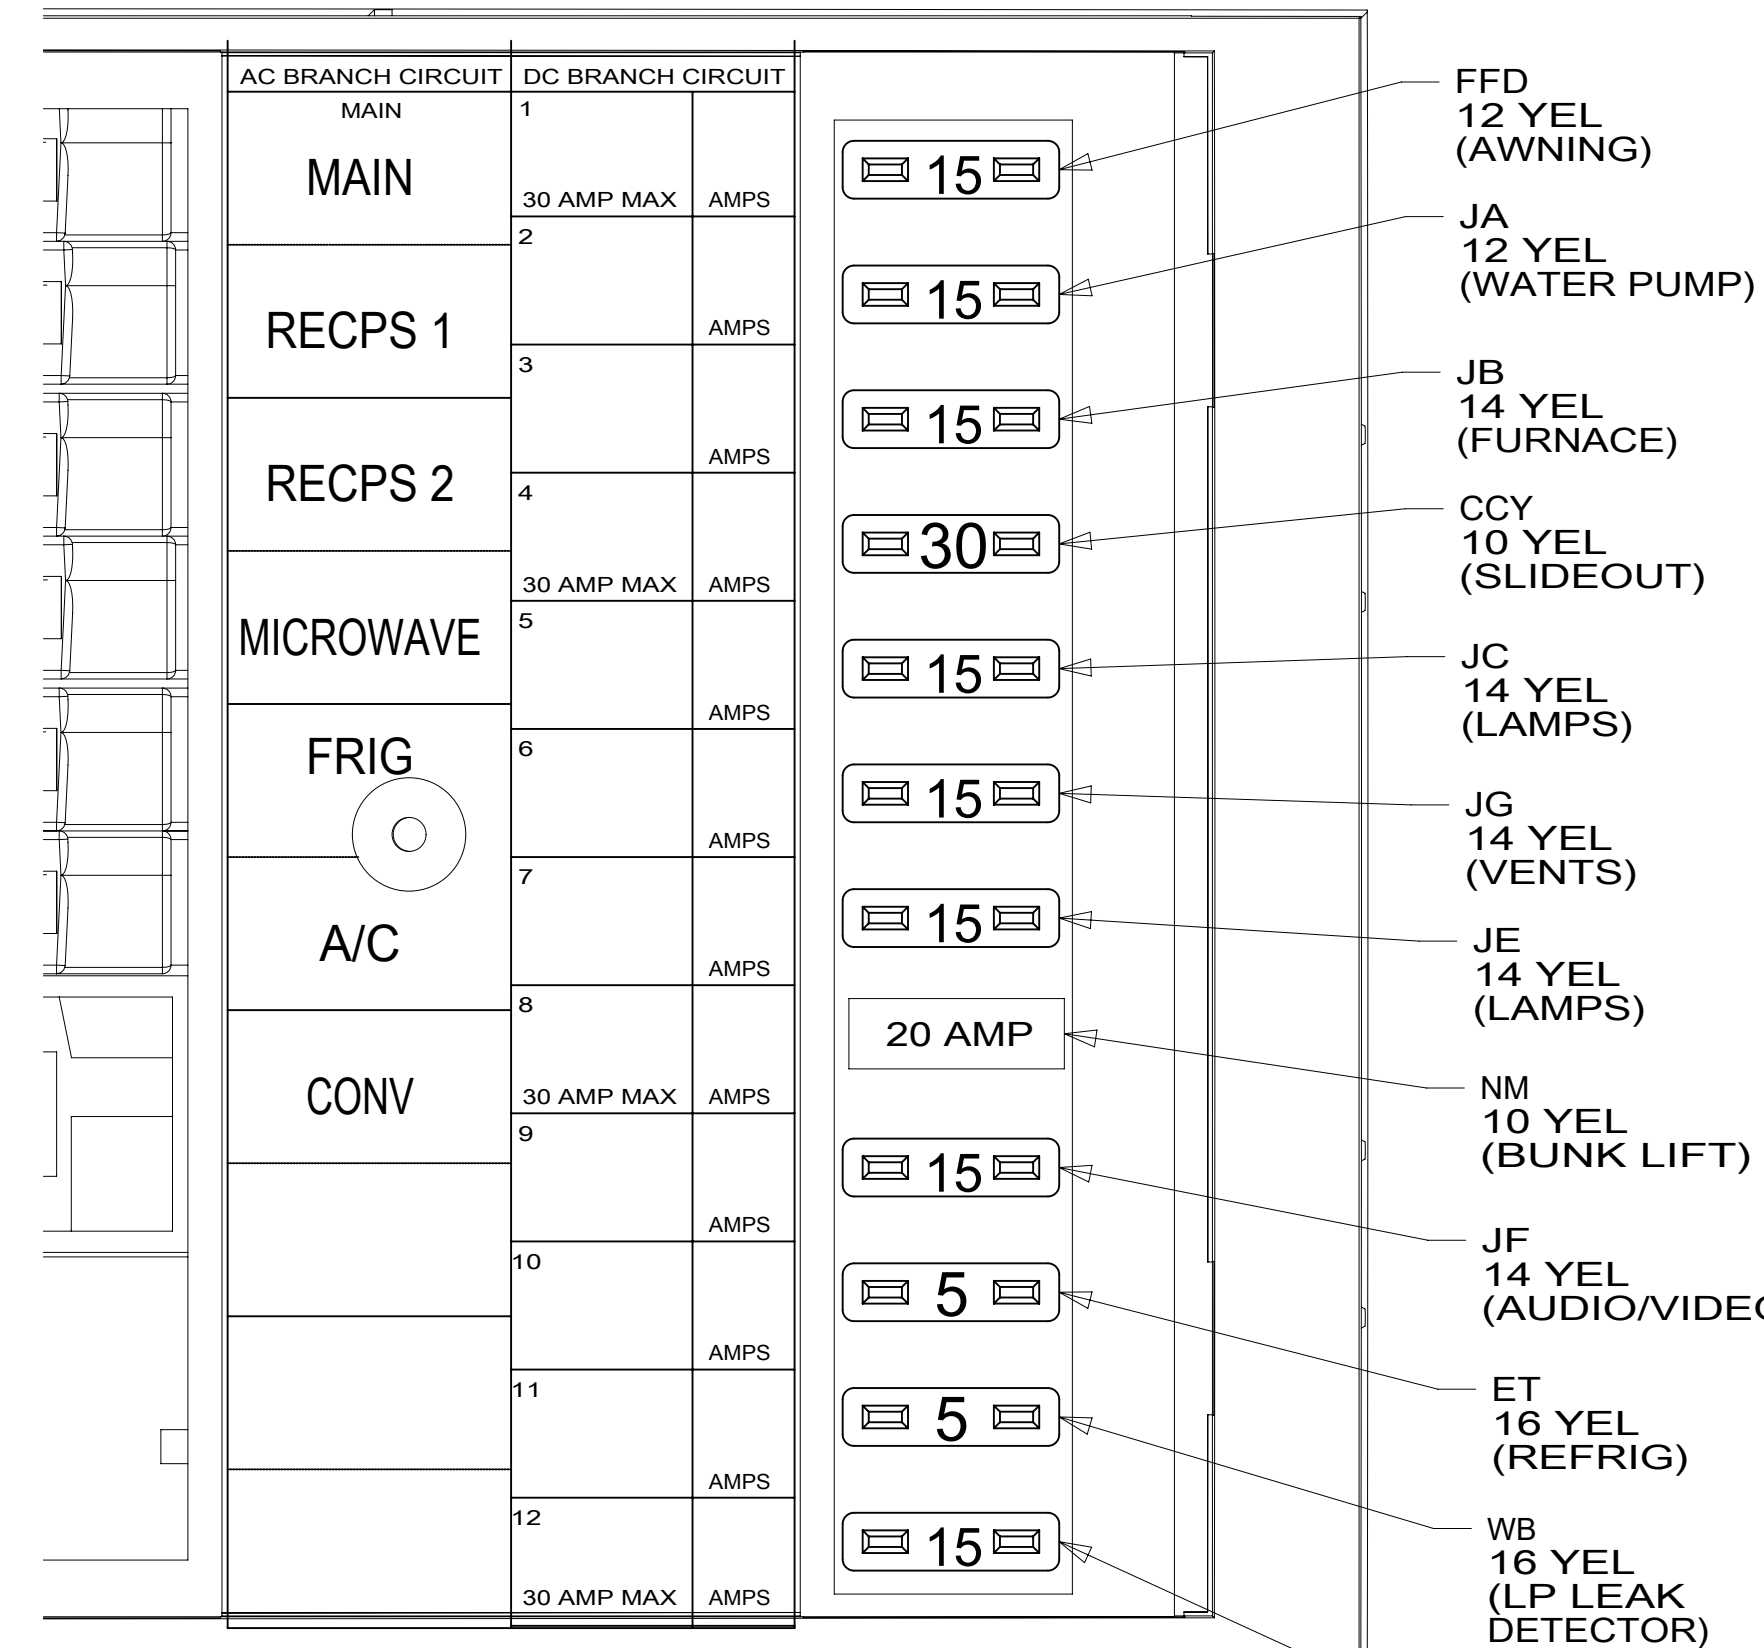 AC BRANCH CIRCUIT
MAIN
MAIN
RECPS 1
RECPS 2
MICROWAVE
FRIG
A/C
CONV
DC BRANCH CIRCUIT
1
30 AMP MAX AMPS
2
AMPS
3
AMPS
4
30 AMP MAX AMPS
5
AMPS
6
AMPS
7
AMPS
8
30 AMP MAX AMPS
9
AMPS
10
AMPS
11
AMPS
12
30 AMP MAX AMPS
15
15
15
30
15
15
15
20 AMP
15
5
5
15
FFD
12 YEL
(AWNING)
JA
12 YEL
(WATER PUMP)
JB
14 YEL
(FURNACE)
CCY
10 YEL
(SLIDEOUT)
JC
14 YEL
(LAMPS)
JG
14 YEL
(VENTS)
JE
14 YEL
(LAMPS)
NM
10 YEL
(BUNK LIFT)
JF
14 YEL
(AUDIO/VIDEO
ET
16 YEL
(REFRIG)
WB
16 YEL
(LP LEAK
DETECTOR)